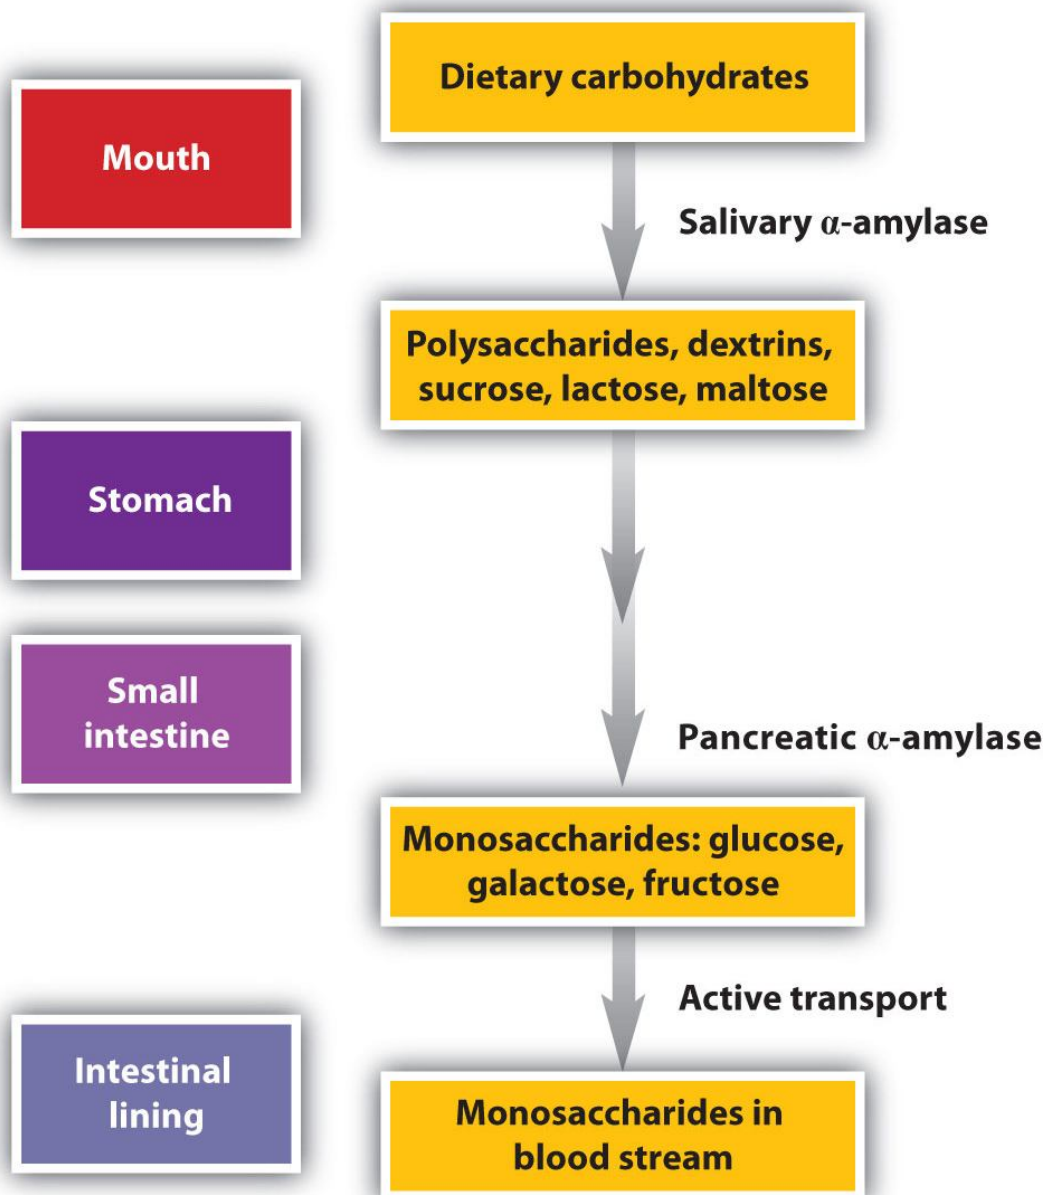 Dietary carbohydrates
Mouth
Salivary α-amylase
Polysaccharides, dextrins,
sucrose, lactose, maltose
Stomach
Small
intestine
Pancreatic α-amylase
Monosaccharides: glucose,
galactose, fructose
Active transport
Intestinal
lining
Monosaccharides in
blood stream